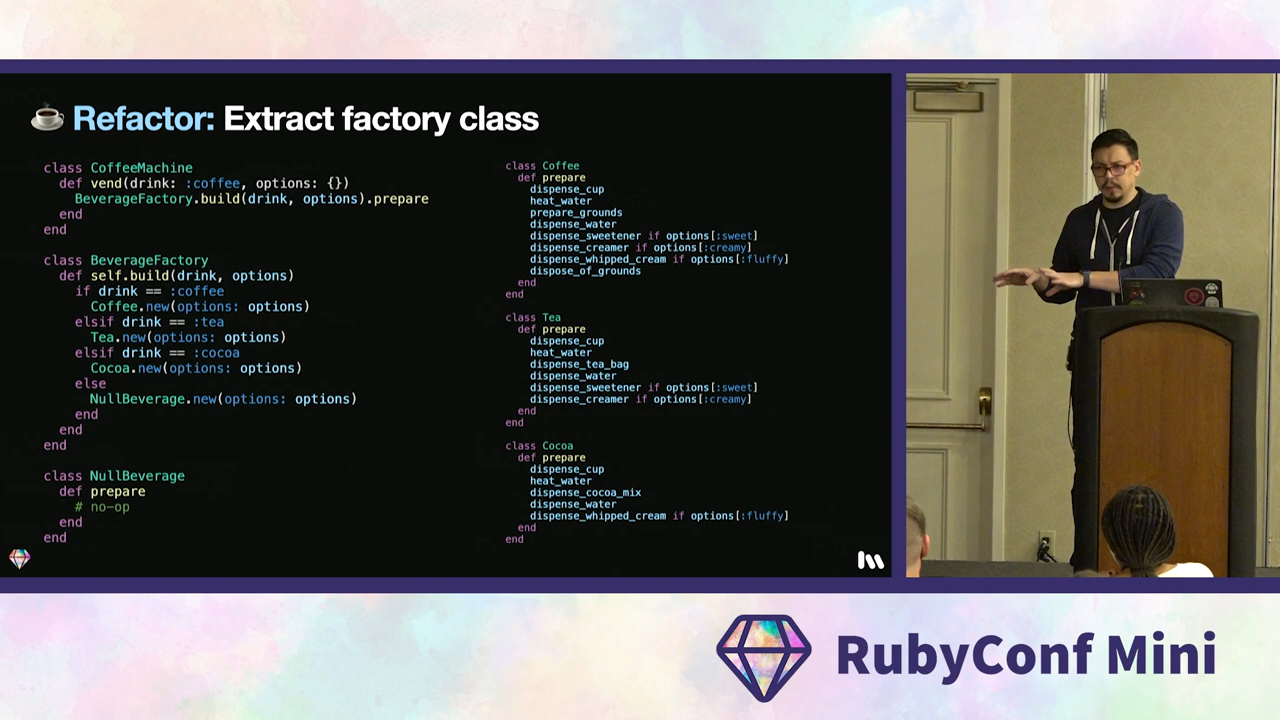 Refactor: Extract factory class
class CoffeeMachine
def vend(drink: :coffee, options: {})
BeverageFactory.build(drink, options).prepare
end
end
class BeverageFactory
def self.build(drink, options)
if drink == :coffee
Coffee.new(options: options)
elsif drink == :tea
Tea.new(options: options)
elsif drink == :cocoa
Cocoa.new(options: options)
else
NullBeverage.new(options: options)
end
end
end
class NullBeverage
def prepare
# no-op
end
end
class Coffee
def prepare
dispense_cup
heat_water
prepare_grounds
dispense_water
dispense_sweetener if options[:sweet]
dispense_creamer if options[:creamy]
dispense_whipped_cream if options[:fluffy]
dispose_of_grounds
end
end
class Tea
def prepare
dispense_cup
heat_water
dispense_tea_bag
dispense_water
dispense_sweetener if options[:sweet]
dispense_creamer if options[:creamy]
end
end
class Cocoa
def prepare
dispense_cup
heat_water
dispense_cocoa_mix
dispense_water
dispense_whipped_cream if options[:fluffy]
end
end
RubyConf Mini